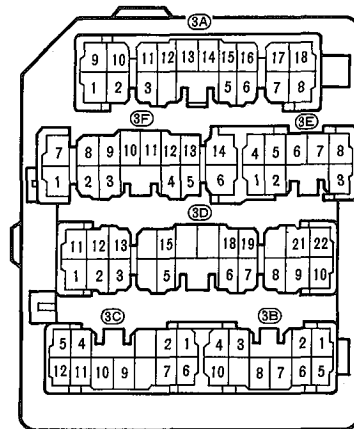 3A
9 10 11 12 13 14 15 16 17 18
1 2 3 5 6 7 8
3F 3E
7 8 9 10 11 12 13 14 4 5 6 7 8
1 2 3 4 5 6 1 2 3
3D
11 12 13 15 18 19 21 22
1 2 3 5 6 7 8 9 10
3C 3B
5 4 2 1 4 3 2 1
12 11 10 9 7 6 10 8 7 6 5